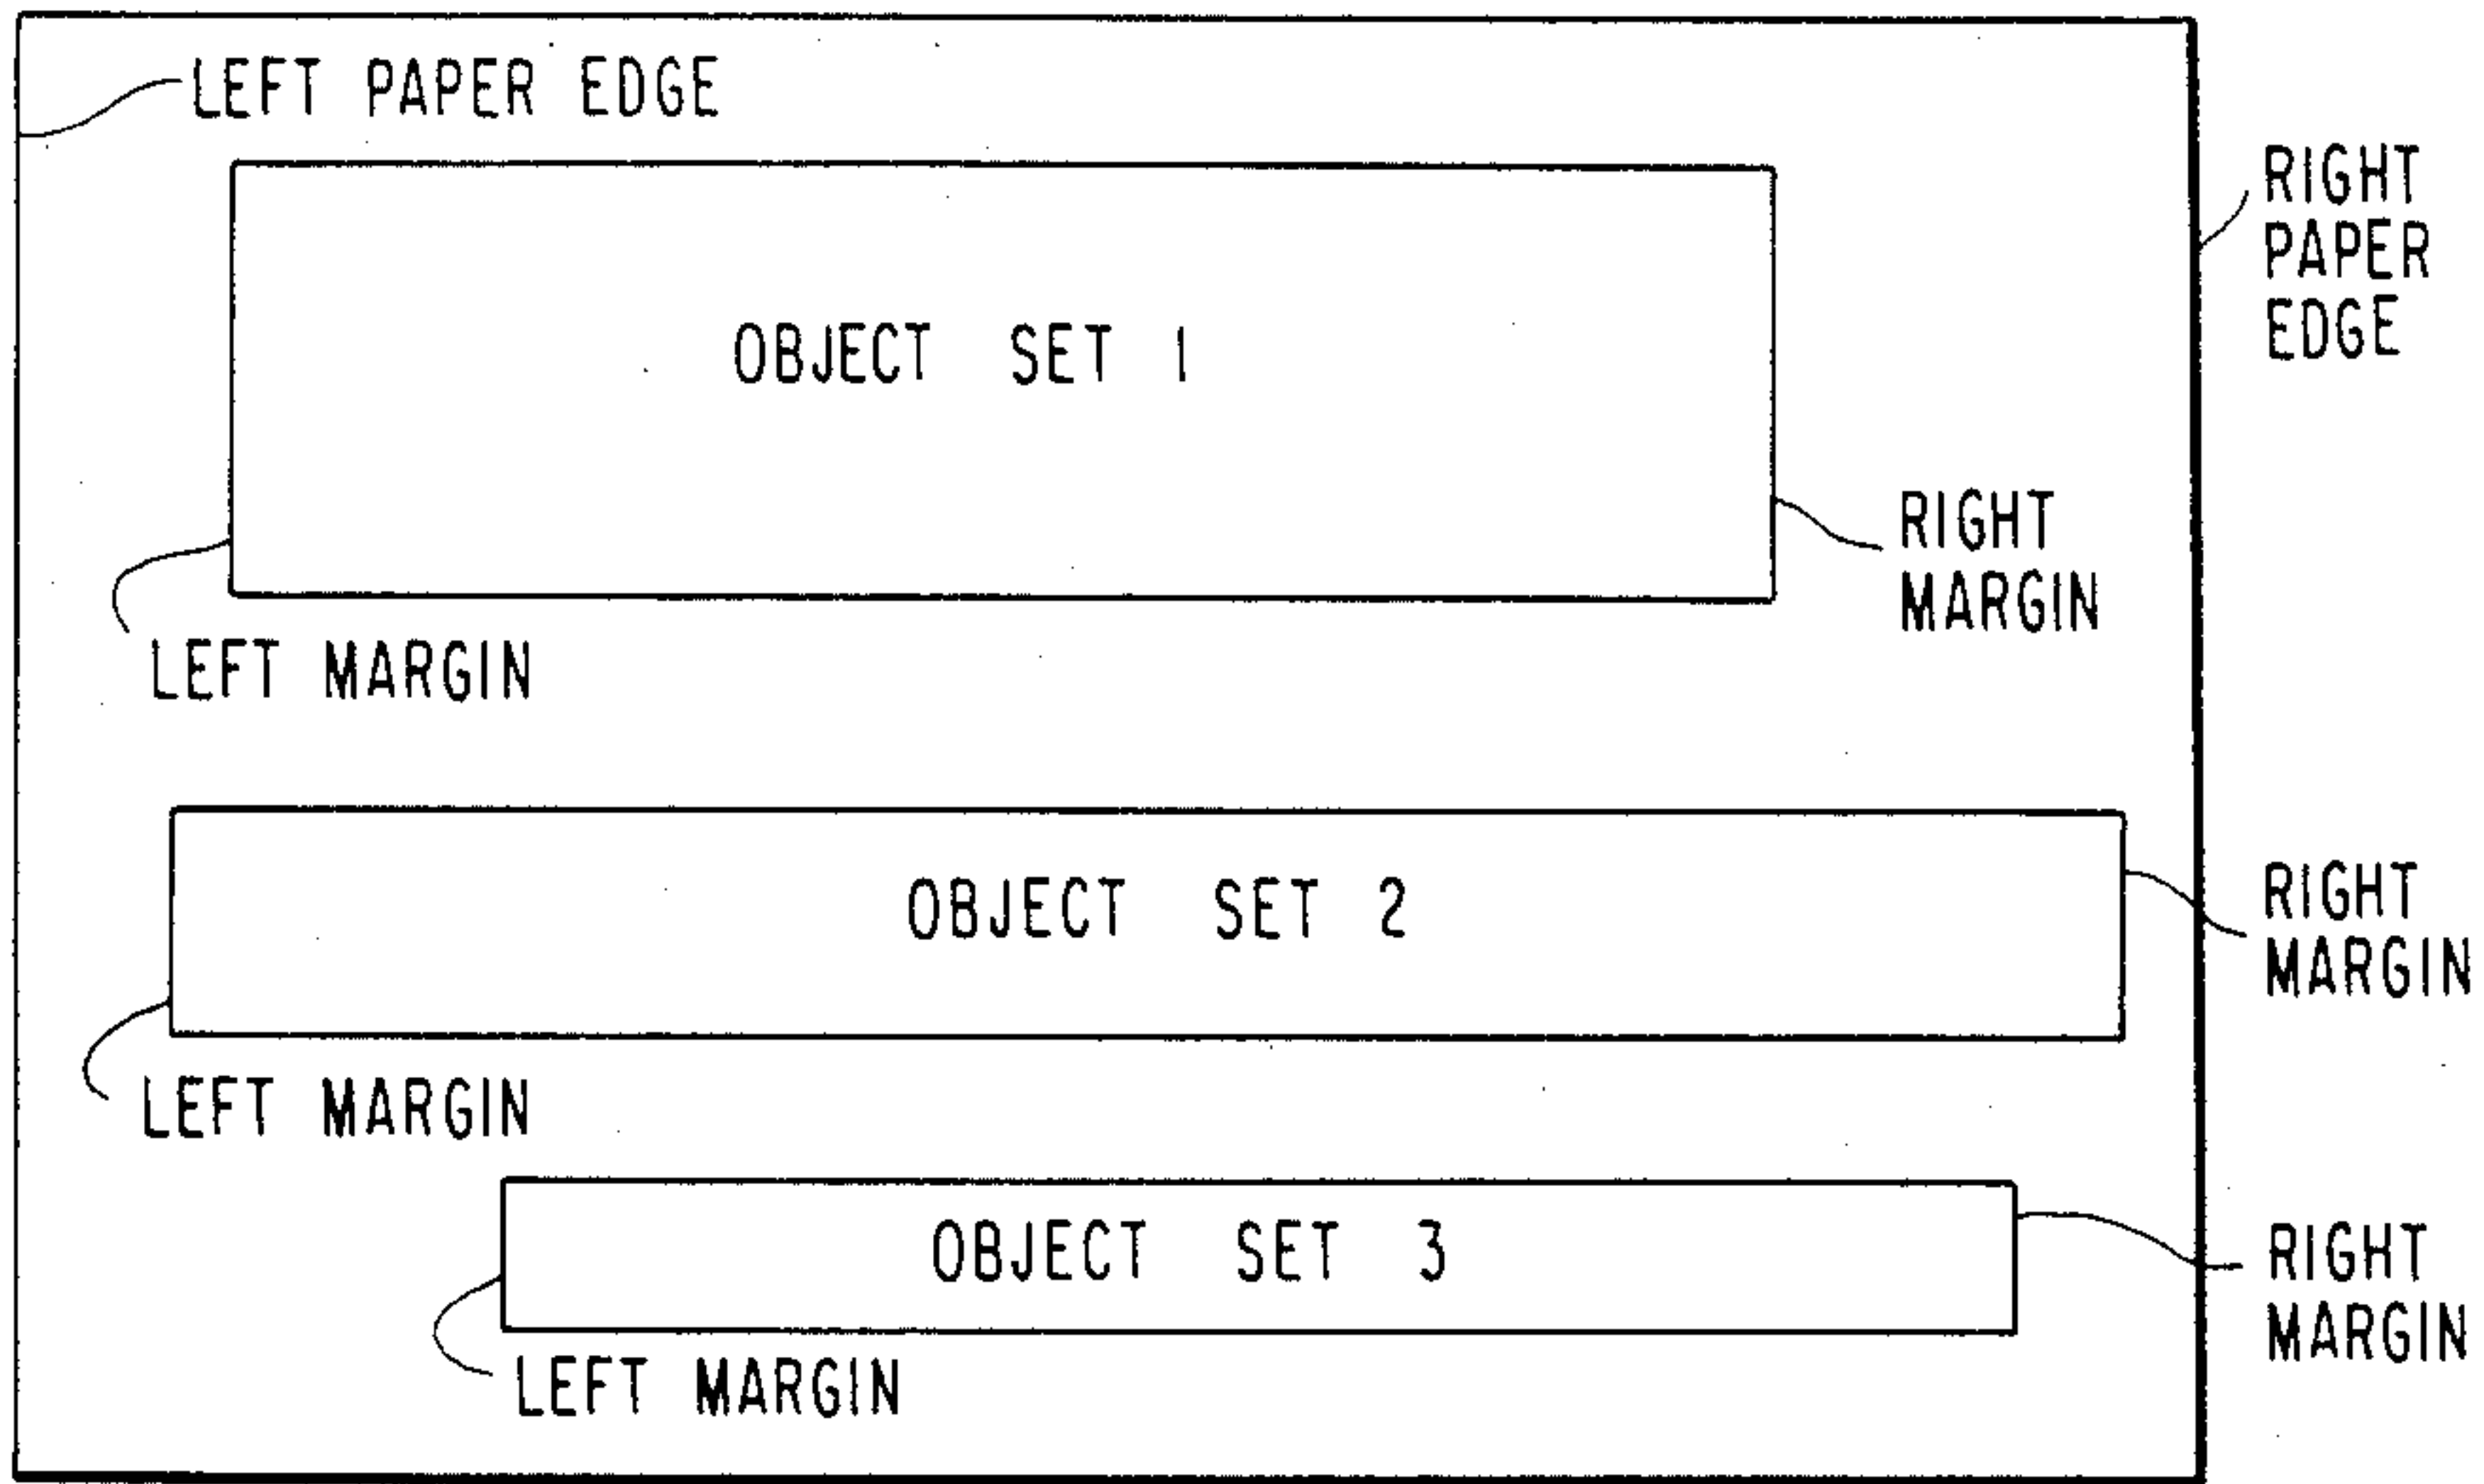 LEFT PAPER EDGE
RIGHT
PAPER
EDGE
OBJECT SET 1
RIGHT
MARGIN
LEFT MARGIN
OBJECT SET 2
RIGHT
MARGIN
LEFT MARGIN
OBJECT SET 3
RIGHT
MARGIN
LEFT MARGIN